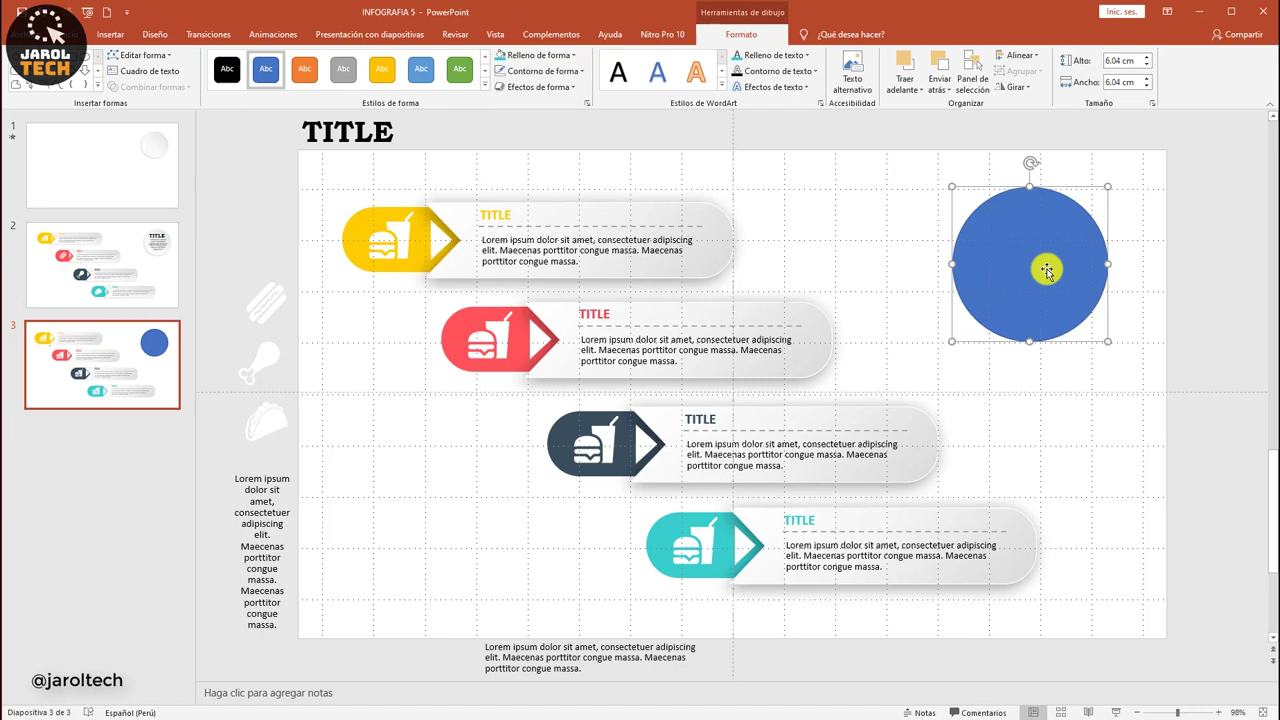 INFOGRAFIA 5 - PowerPoint
Herramientas de dibujo
Inic. ses.
JAROL
TECH
Insertar
Diseño
Transiciones
Animaciones
Presentación con diapositivas
Revisar
Vista
Complementos
Ayuda
Nitro Pro 10
Formato
¿Qué desea hacer?
Compartir
Editar forma
Cuadro de texto
Combinar formas
Insertar formas
Abc
Abc
Abc
Abc
Abc
Abc
Abc
Relleno de forma
Contorno de forma
Efectos de forma
Estilos de forma
A
A
A
Relleno de texto
Contorno de texto
Efectos de texto
Estilos de WordArt
Texto
alternativo
Accesibilidad
Traer
adelante
Enviar
atrás
Panel de
selección
Alinear
Agrupar
Girar
Organizar
Alto:
6.04 cm
Ancho:
6.04 cm
Tamaño
1
2
3
TITLE
TITLE
Lorem ipsum dolor sit amet, consectetuer adipiscing
elit. Maecenas porttitor congue massa. Maecenas
porttitor congue massa.
TITLE
Lorem ipsum dolor sit amet, consectetuer adipiscing
elit. Maecenas porttitor congue massa. Maecenas
porttitor congue massa.
TITLE
Lorem ipsum dolor sit amet, consectetuer adipiscing
elit. Maecenas porttitor congue massa. Maecenas
porttitor congue massa.
TITLE
Lorem ipsum dolor sit amet, consectetuer adipiscing
elit. Maecenas porttitor congue massa. Maecenas
porttitor congue massa.
Lorem ipsum
dolor sit
amet,
consectetuer
adipiscing
elit.
Maecenas
porttitor
congue
massa.
Maecenas
porttitor
congue
massa.
Lorem ipsum dolor sit amet, consectetuer adipiscing
elit. Maecenas porttitor congue massa. Maecenas
porttitor congue massa.
@jaroltech
Haga clic para agregar notas
Diapositiva 3 de 3
Español (Perú)
Notas
Comentarios
98%